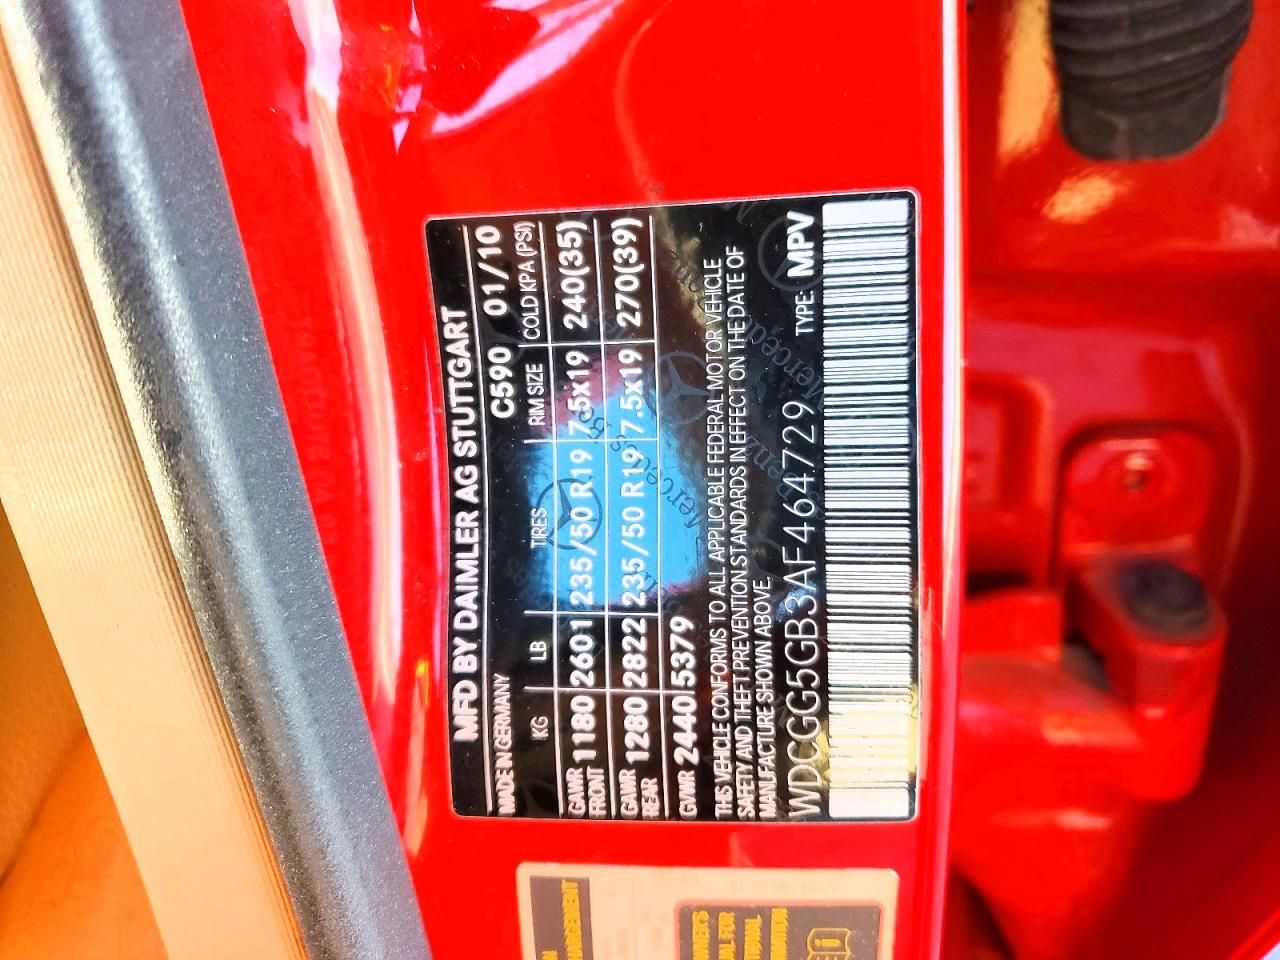 MFD BY DAIMLER AG STUTTGART
MADE IN GERMANY C590 01/10
KG LB TIRES RIM SIZE COLD KPA (PSI)
GAWR FRONT 1180 2601 235/50 R19 7.5x19 240(35)
GAWR REAR 1280 2822 235/50 R19 7.5x19 270(39)
GVWR 2440 5379
THIS VEHICLE CONFORMS TO ALL APPLICABLE FEDERAL MOTOR VEHICLE
SAFETY AND THEFT PREVENTION STANDARDS IN EFFECT ON THE DATE OF
MANUFACTURE SHOWN ABOVE.
WDCGG5GB3AF464729 TYPE: MPV